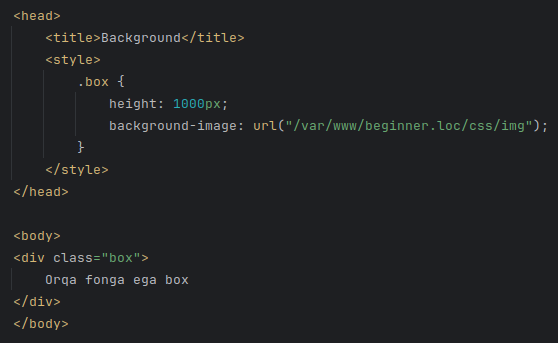 <head>
    <title>Background</title>
    <style>
        .box {
            height: 1000px;
            background-image: url("/var/www/beginner.loc/css/img");
        }
    </style>
</head>

<body>
<div class="box">
    Orqa fonga ega box
</div>
</body>